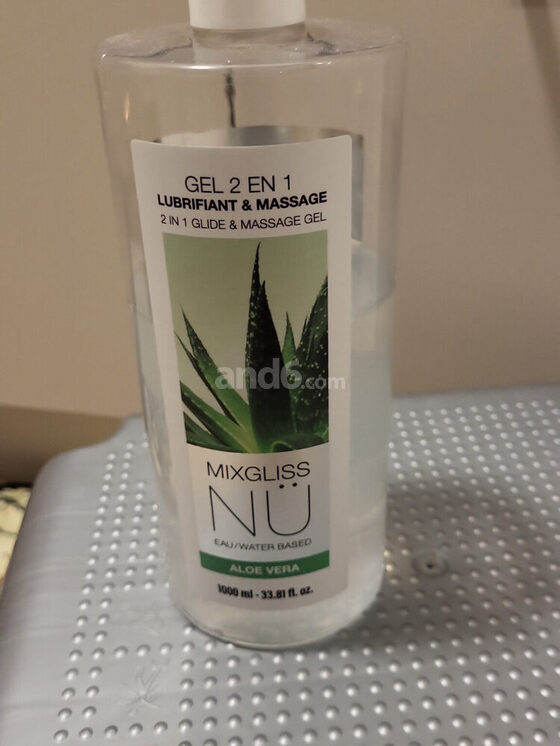 GEL 2 EN 1
LUBRIFIANT & MASSAGE
2 IN 1 GLIDE & MASSAGE GEL
and6.com
MIXGLISS
NÜ
EAU/WATER BASED
ALOE VERA
1000 ml - 33.81 fl. oz.